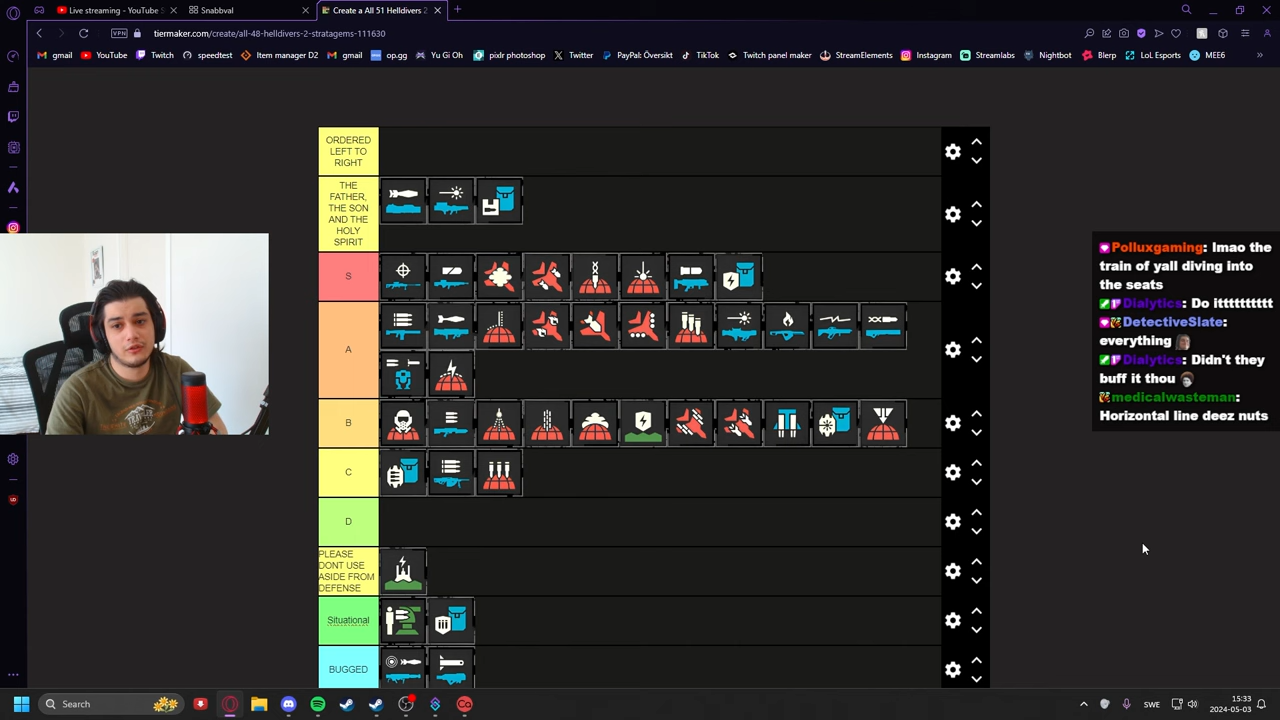 Live streaming - YouTube S
Snabbval
Create a All 51 Helldivers 2
VPN
tiermaker.com/create/all-48-helldivers-2-stratagems-111630
gmail
YouTube
Twitch
speedtest
Item manager D2
gmail
op.gg
Yu Gi Oh
pixlr photoshop
Twitter
PayPal: Översikt
TikTok
Twitch panel maker
StreamElements
Instagram
Streamlabs
Nightbot
Blerp
LoL Esports
MEE6
ORDERED
LEFT TO
RIGHT
THE
FATHER,
THE SON
AND THE
HOLY
SPIRIT
S
A
B
C
D
PLEASE
DONT USE
ASIDE FROM
DEFENSE
Situational
BUGGED
Polluxgaming: lmao the
train of yall diving into
the seats
Dialytics: Do itttttttttt
DetectiveSlate:
everything
Dialytics: Didn't they
buff it thou
medicalwasteman:
Horizontal line deez nuts
Search
SWE
15:33
2024-05-03